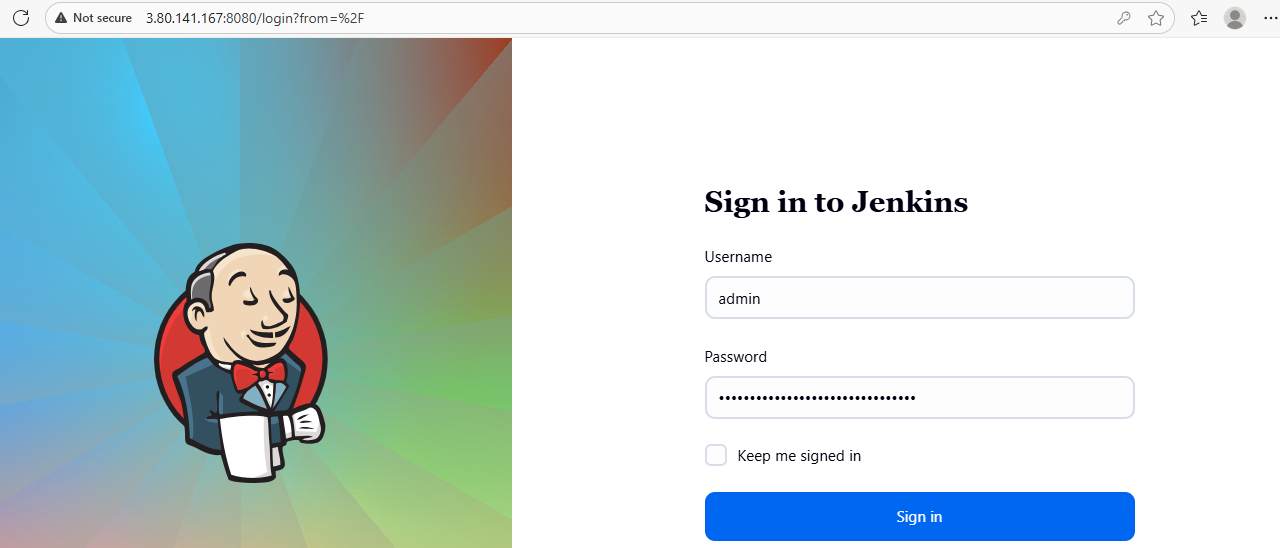 Not secure 3.80.141.167:8080/login?from=%2F
Sign in to Jenkins
Username
admin
Password
••••••••••••••••••••••••••••••••
Keep me signed in
Sign in